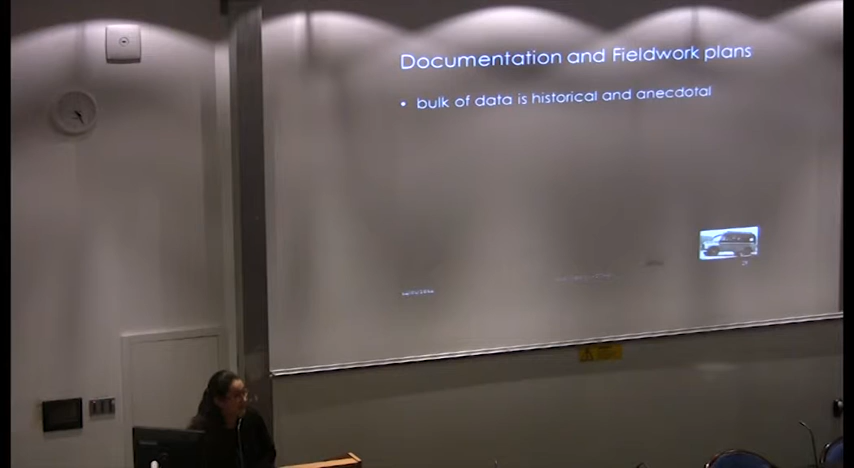 Documentation and Fieldwork plans
• bulk of data is historical and anecdotal